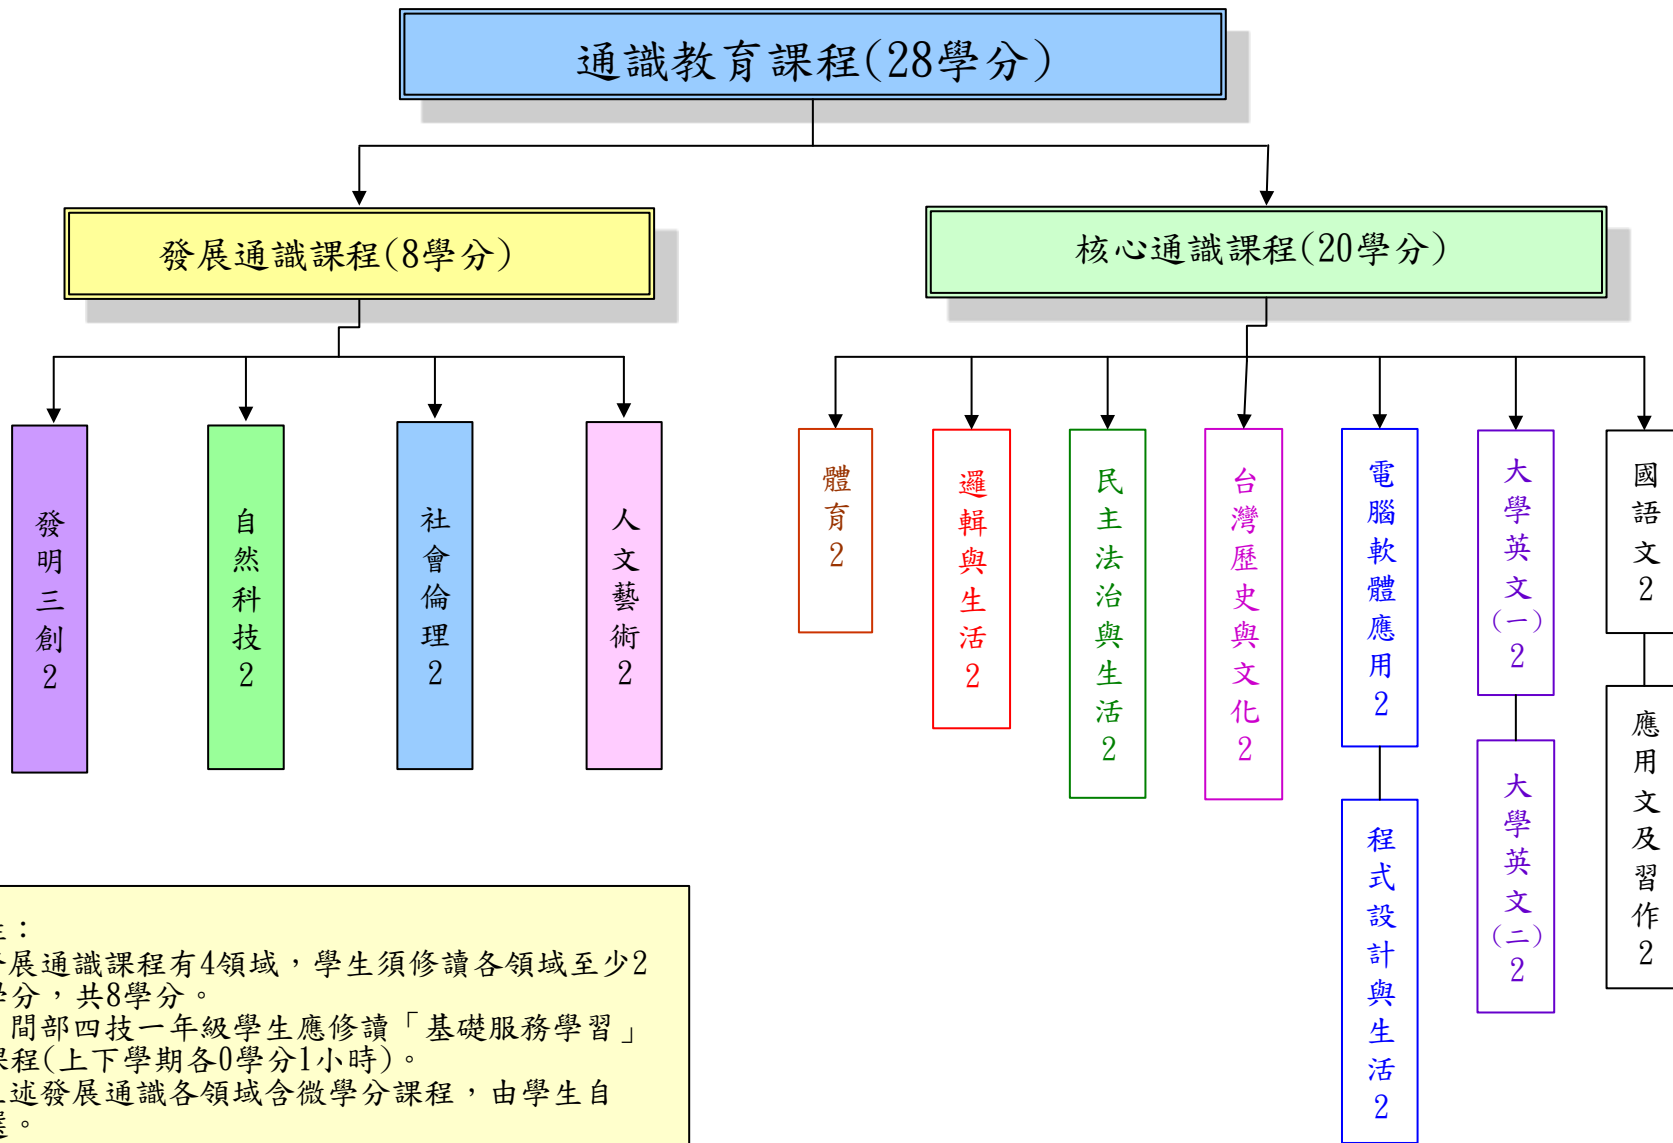 通識教育課程(28學分)
發展通識課程(8學分)
核心通識課程(20學分)
發明三創2
自然科技2
社會倫理2
人文藝術2
體育2
邏輯與生活2
民主法治與生活2
台灣歷史與文化2
電腦軟體應用2
程式設計與生活2
大學英文(一)2
大學英文(二)2
國語文2
應用文及習作2
：
展通識課程有4領域，學生須修讀各領域至少2
學分，共8學分。
間部四技一年級學生應修讀「基礎服務學習」
課程(上下學期各0學分1小時)。
述發展通識各領域含微學分課程，由學生自
選。